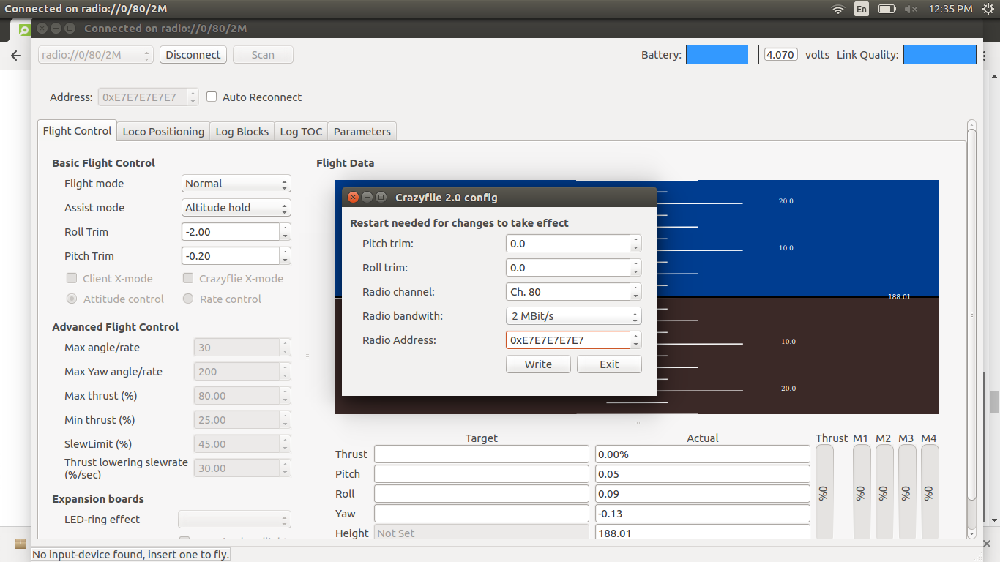 Connected on radio://0/80/2M
En
12:35 PM
Connected on radio://0/80/2M
radio://0/80/2M
Disconnect
Scan
Battery:
4.070
volts
Link Quality:
Address:
0xE7E7E7E7E7
Auto Reconnect
Flight Control
Loco Positioning
Log Blocks
Log TOC
Parameters
Basic Flight Control
Flight mode
Normal
Assist mode
Altitude hold
Roll Trim
-2.00
Pitch Trim
-0.20
Client X-mode
Crazyflie X-mode
Attitude control
Rate control
Advanced Flight Control
Max angle/rate
30
Max Yaw angle/rate
200
Max thrust (%)
80.00
Min thrust (%)
25.00
SlewLimit (%)
45.00
Thrust lowering slewrate
(%/sec)
30.00
Expansion boards
LED-ring effect
Flight Data
20.0
10.0
188.01
-10.0
-20.0
Crazyflie 2.0 config
Restart needed for changes to take effect
Pitch trim:
0.0
Roll trim:
0.0
Radio channel:
Ch. 80
Radio bandwith:
2 MBit/s
Radio Address:
0xE7E7E7E7E7
Write
Exit
Target
Actual
Thrust
M1
M2
M3
M4
Thrust
0.00%
Pitch
0.05
Roll
0.09
Yaw
-0.13
Height
Not Set
188.01
0%
0%
0%
0%
0%
No input-device found, insert one to fly.